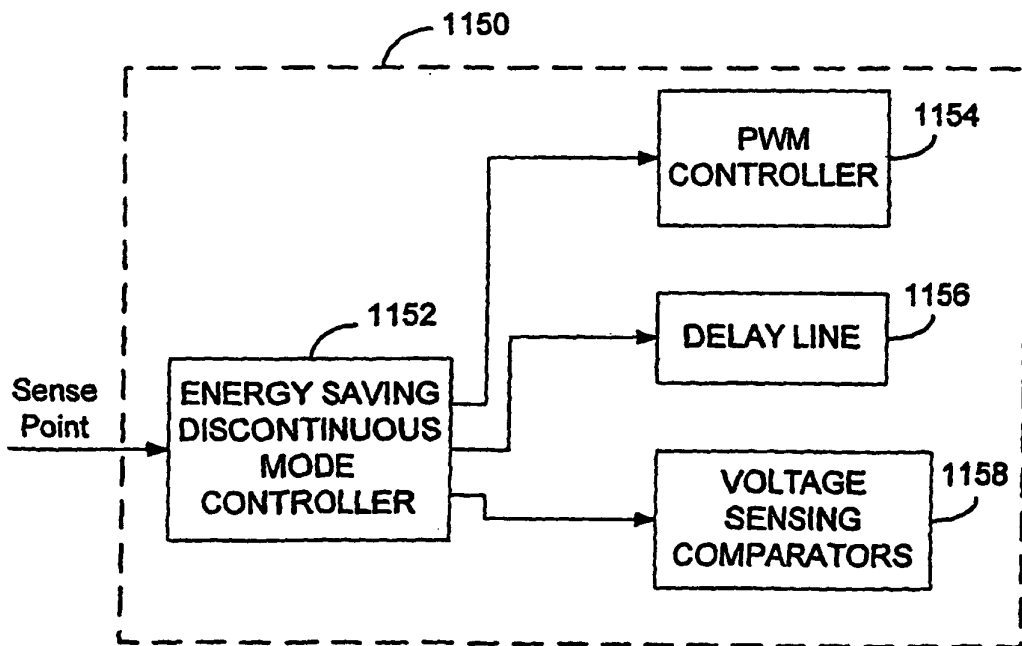 1150
1154
PWM
CONTROLLER
1156
DELAY LINE
1152
Sense
Point
ENERGY SAVING
DISCONTINUOUS
MODE
CONTROLLER
1158
VOLTAGE
SENSING
COMPARATORS